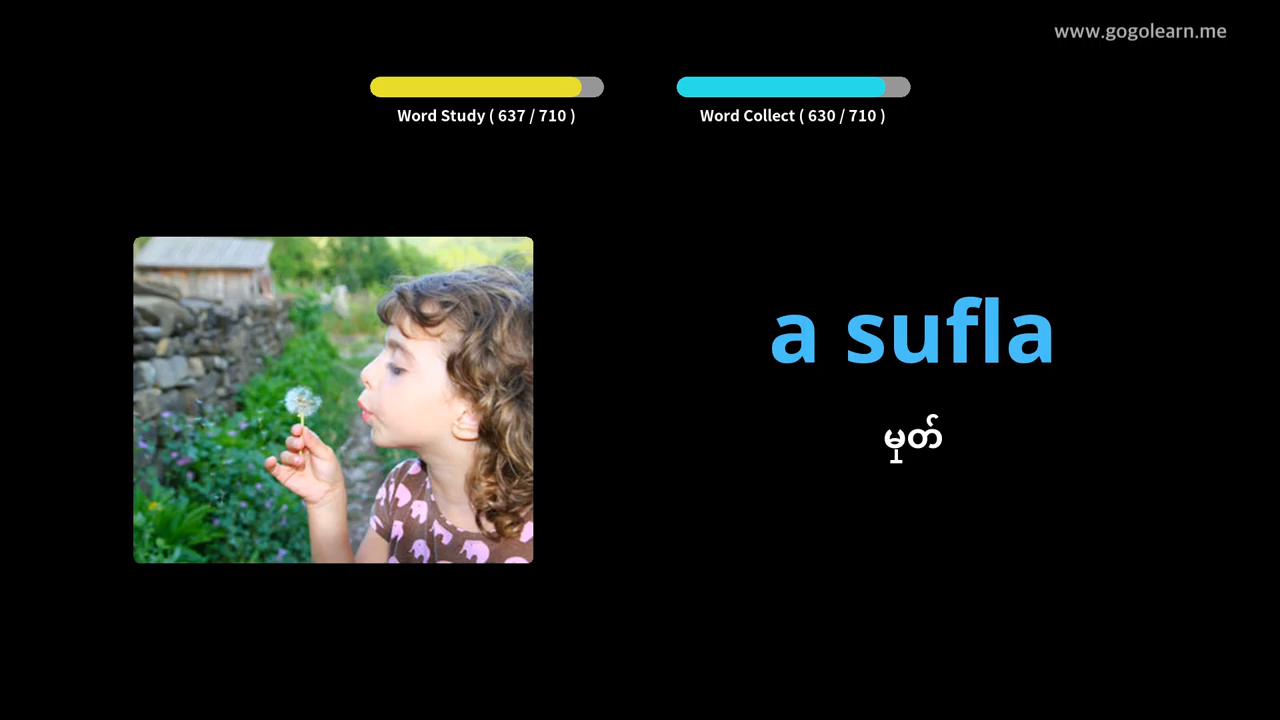 www.gogolearn.me
Word Study ( 637 / 710 )
Word Collect ( 630 / 710 )
a sufla
မှုတ်